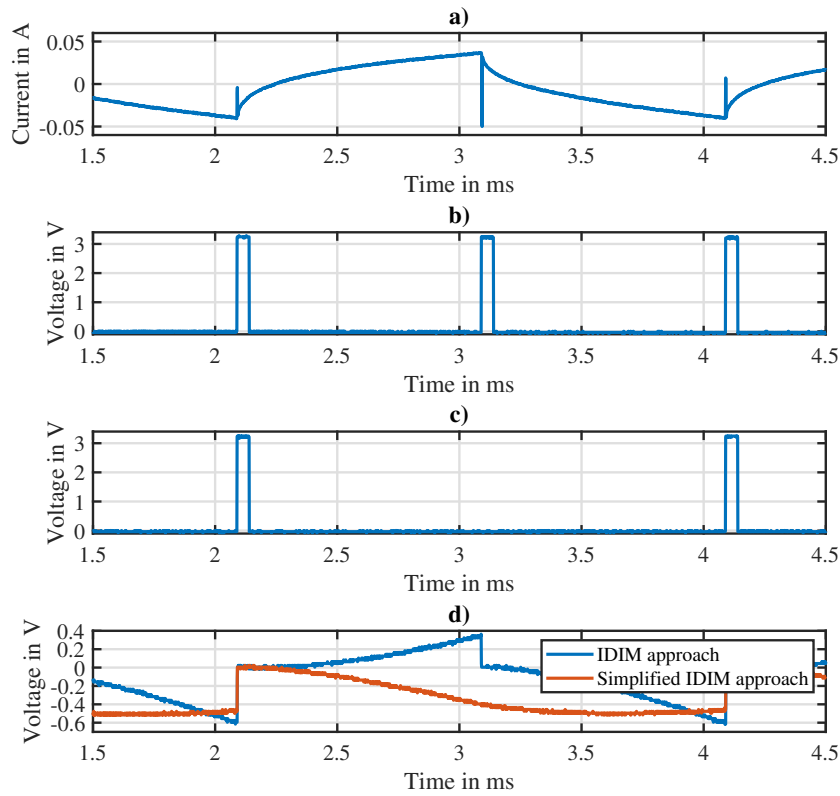 a)
Current in A
0.05
0
-0.05
1.5 2 2.5 3 3.5 4 4.5
Time in ms
b)
Voltage in V
3
2
1
0
1.5 2 2.5 3 3.5 4 4.5
Time in ms
c)
Voltage in V
3
2
1
0
1.5 2 2.5 3 3.5 4 4.5
Time in ms
d)
Voltage in V
0.4
0
-0.2
-0.4
-0.6
IDIM approach
Simplified IDIM approach
1.5 2 2.5 3 3.5 4 4.5
Time in ms